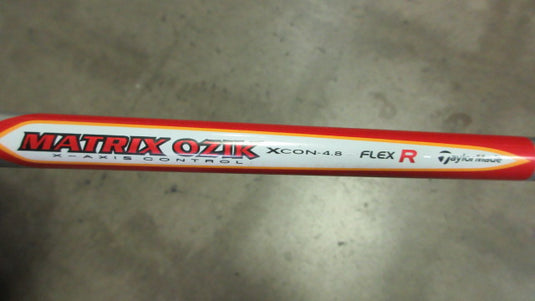 MATRIX OZIK XCON-4.8 FLEX R TaylorMade
X-AXIS CONTROL